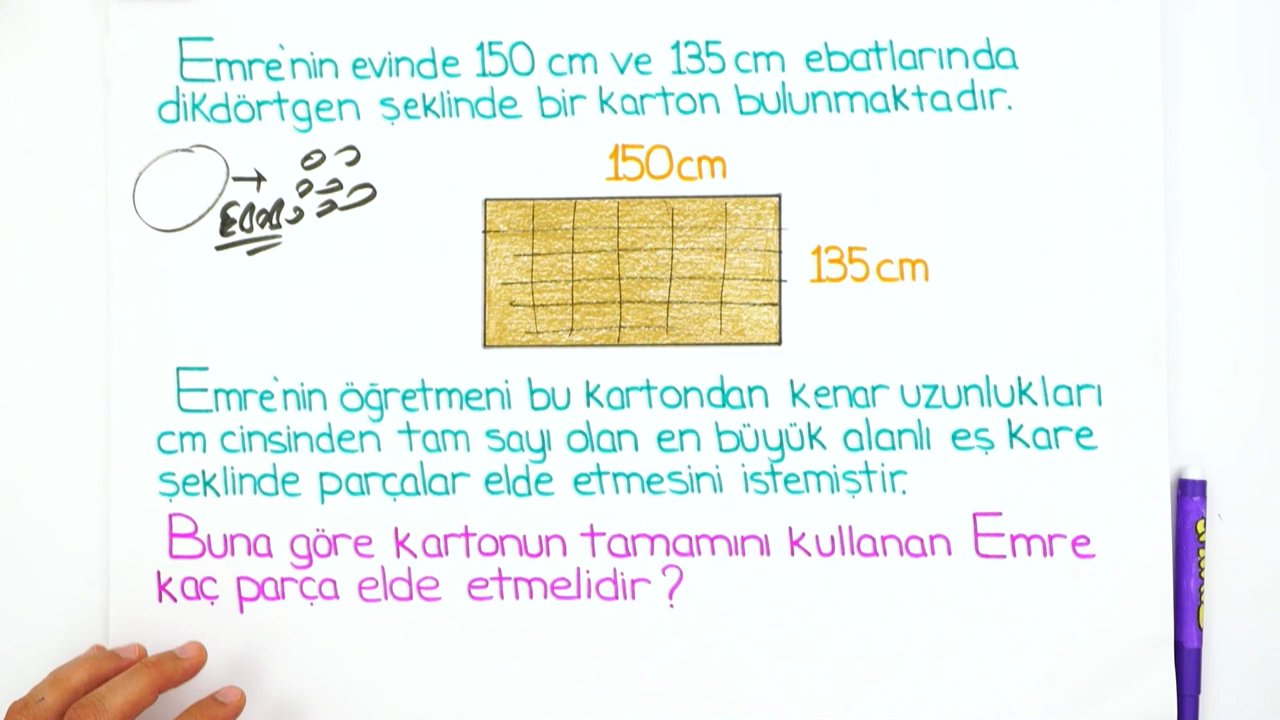 Emre'nin evinde 150 cm ve 135 cm ebatlarında
dikdörtgen şeklinde bir karton bulunmaktadır.
EBOB
150cm
135cm
Emre'nin öğretmeni bu kartondan kenar uzunlukları
cm cinsinden tam sayı olan en büyük alanlı eş kare
şeklinde parçalar elde etmesini istemiştir.
Buna göre kartonun tamamını kullanan Emre
kaç parça elde etmelidir?